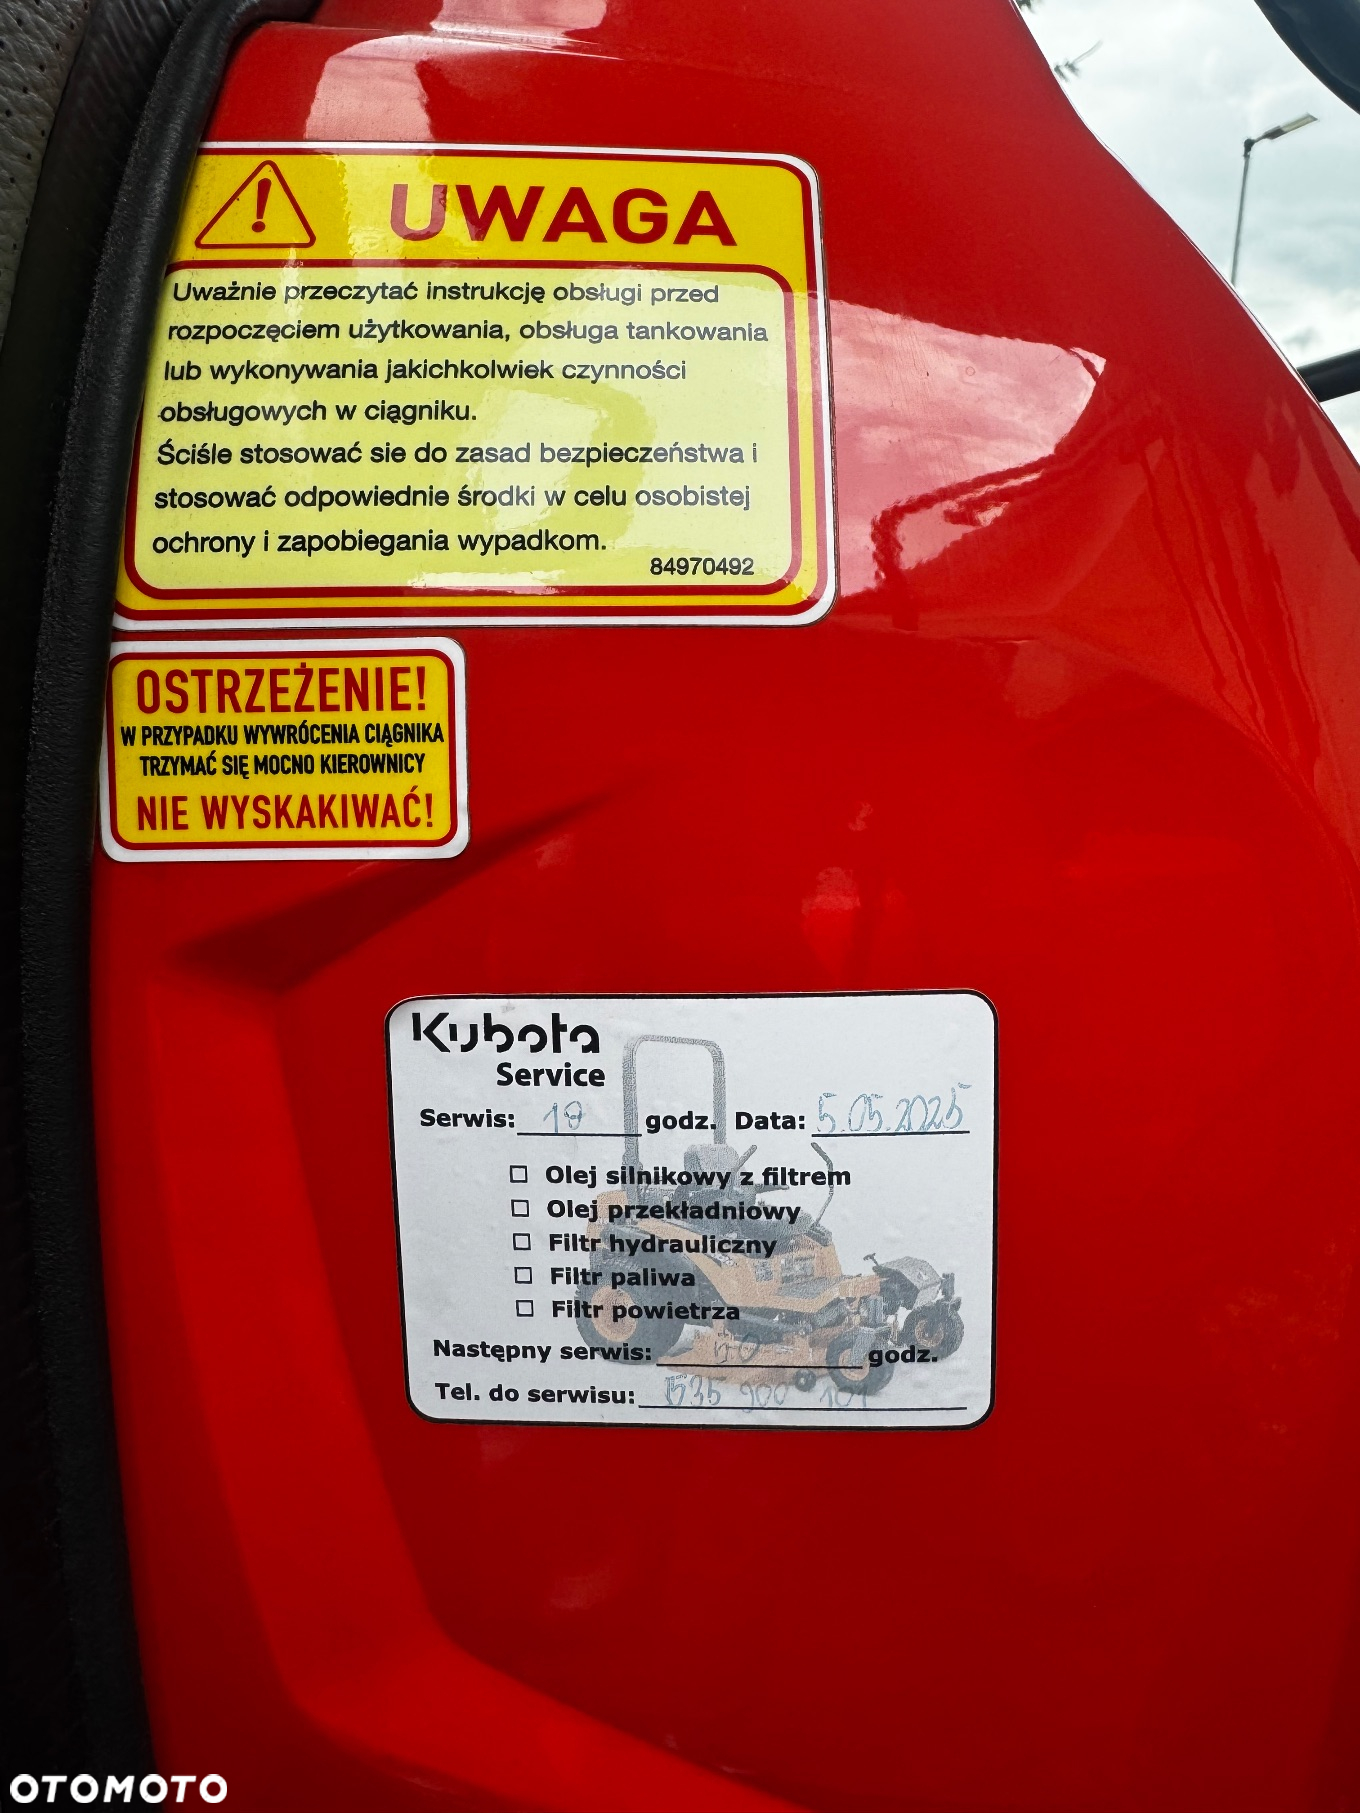 UWAGA
Uważnie przeczytać instrukcję obsługi przed
rozpoczęciem użytkowania, obsługa tankowania
lub wykonywania jakichkolwiek czynności
obsługowych w ciągniku.
Ściśle stosować sie do zasad bezpieczeństwa i
stosować odpowiednie środki w celu osobistej
ochrony i zapobiegania wypadkom.
84970492
OSTRZEŻENIE!
W PRZYPADKU WYWRÓCENIA CIĄGNIKA
TRZYMAĆ SIĘ MOCNO KIEROWNICY
NIE WYSKAKIWAĆ!
Kubota
Service
Serwis: godz. Data: 5.05.2025
Olej silnikowy z filtrem
Olej przekładniowy
Filtr hydrauliczny
Filtr paliwa
Filtr powietrza
Następny serwis: godz.
Tel. do serwisu: 535 900 101
OTOMOTO